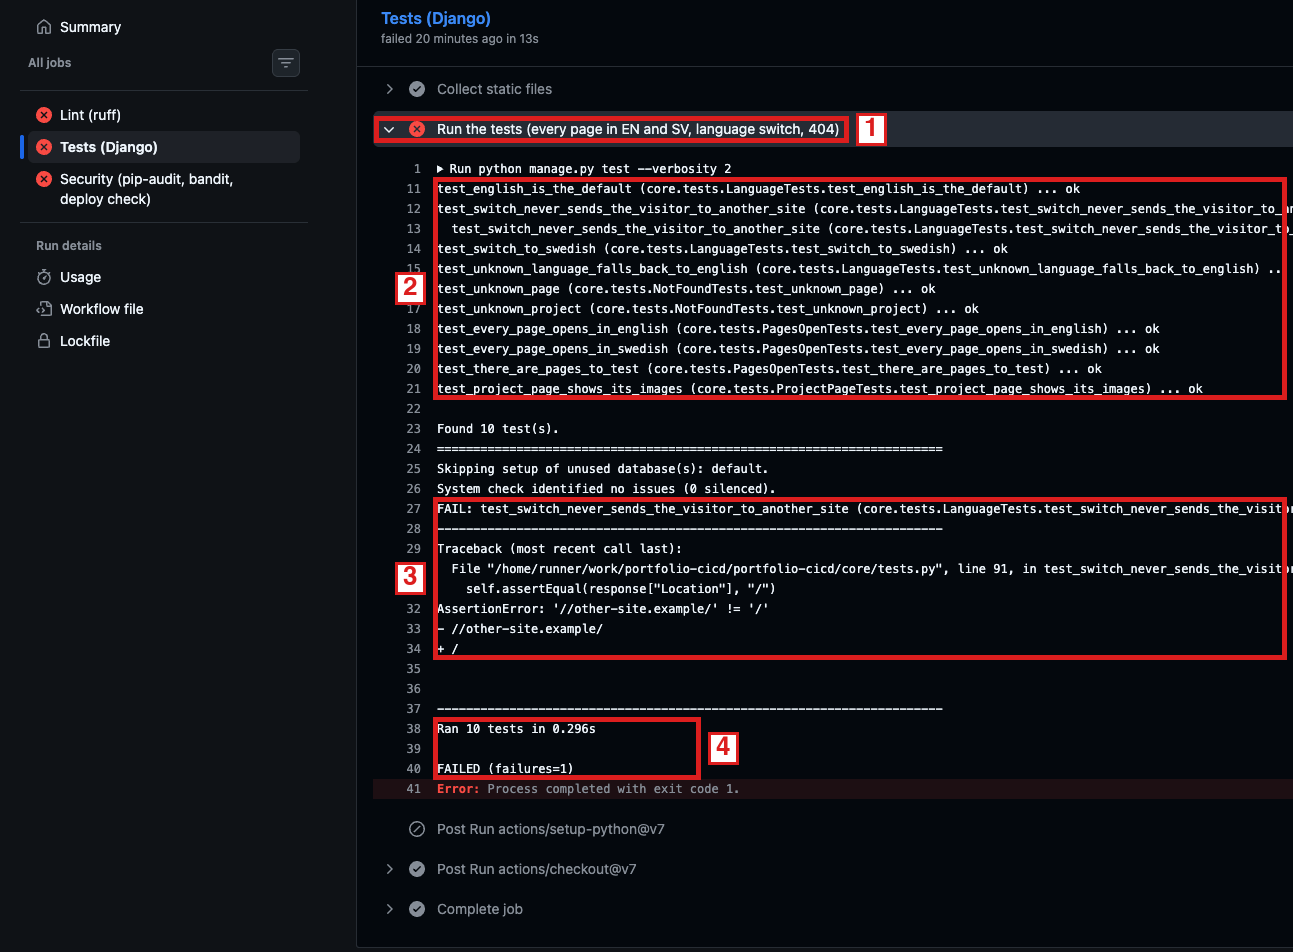 Summary
All jobs
Lint (ruff)
Tests (Django)
Security (pip-audit, bandit,
deploy check)
Run details
Usage
Workflow file
Lockfile
Tests (Django)
failed 20 minutes ago in 13s
Collect static files
Run the tests (every page in EN and SV, language switch, 404)
1
1 Run python manage.py test --verbosity 2
11 test_english_is_the_default (core.tests.LanguageTests.test_english_is_the_default) ... ok
12 test_switch_never_sends_the_visitor_to_another_site (core.tests.LanguageTests.test_switch_never_sends_the_visitor_to_an
13 test_switch_never_sends_the_visitor_to_another_site (core.tests.LanguageTests.test_switch_never_sends_the_visitor_to_
14 test_switch_to_swedish (core.tests.LanguageTests.test_switch_to_swedish) ... ok
15 test_unknown_language_falls_back_to_english (core.tests.LanguageTests.test_unknown_language_falls_back_to_english) ..
2
test_unknown_page (core.tests.NotFoundTests.test_unknown_page) ... ok
17 test_unknown_project (core.tests.NotFoundTests.test_unknown_project) ... ok
18 test_every_page_opens_in_english (core.tests.PagesOpenTests.test_every_page_opens_in_english) ... ok
19 test_every_page_opens_in_swedish (core.tests.PagesOpenTests.test_every_page_opens_in_swedish) ... ok
20 test_there_are_pages_to_test (core.tests.PagesOpenTests.test_there_are_pages_to_test) ... ok
21 test_project_page_shows_its_images (core.tests.ProjectPageTests.test_project_page_shows_its_images) ... ok
22
23 Found 10 test(s).
24 ======================================================================
25 Skipping setup of unused database(s): default.
26 System check identified no issues (0 silenced).
27 FAIL: test_switch_never_sends_the_visitor_to_another_site (core.tests.LanguageTests.test_switch_never_sends_the_visitor
28 ----------------------------------------------------------------------
29 Traceback (most recent call last):
3
File "/home/runner/work/portfolio-cicd/portfolio-cicd/core/tests.py", line 91, in test_switch_never_sends_the_visitor
self.assertEqual(response["Location"], "/")
32 AssertionError: '//other-site.example/' != '/'
33 - //other-site.example/
34 + /
35
36
37 ----------------------------------------------------------------------
38 Ran 10 tests in 0.296s
39
4
40 FAILED (failures=1)
41 Error: Process completed with exit code 1.
Post Run actions/setup-python@v7
Post Run actions/checkout@v7
Complete job